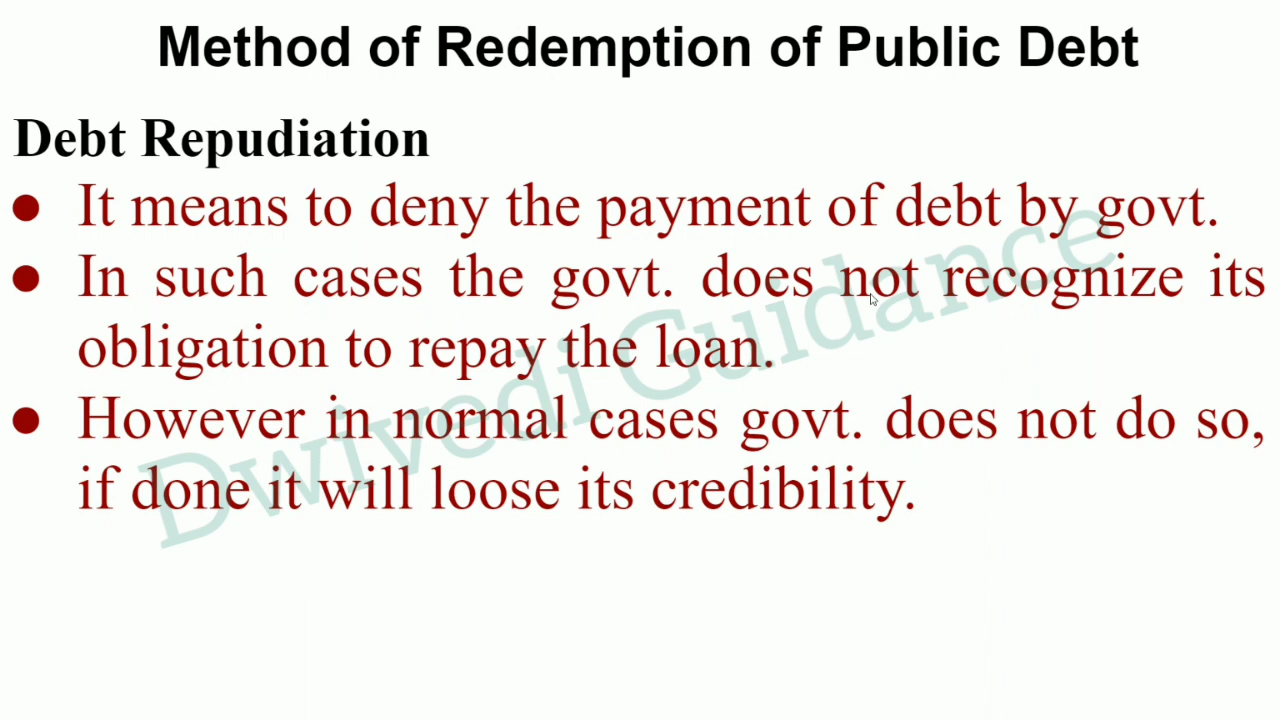 Method of Redemption of Public Debt
Debt Repudiation
● It means to deny the payment of debt by govt.
● In such cases the govt. does not recognize its
obligation to repay the loan.
● However in normal cases govt. does not do so,
if done it will loose its credibility.
Dwivedi Guidance